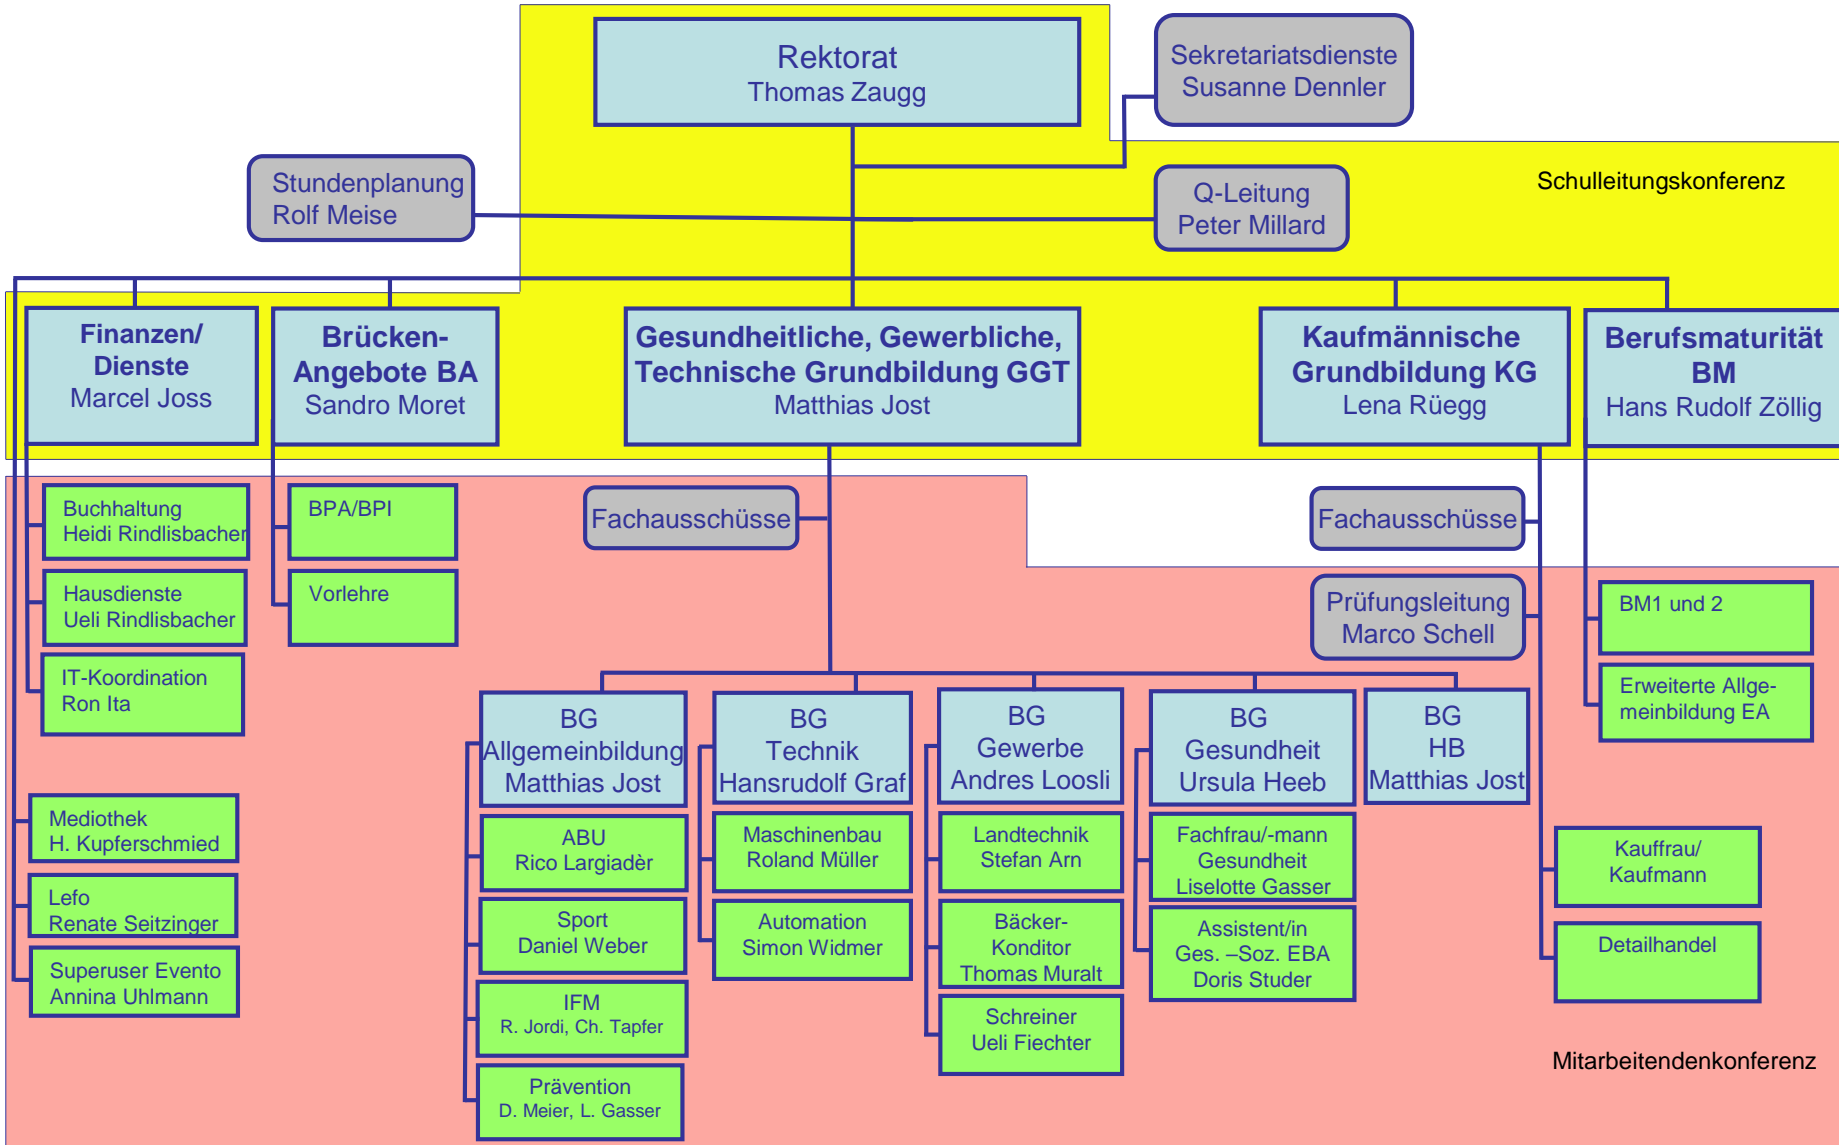 Rektorat
Thomas Zaugg
Sekretariatsdienste
Susanne Dennler
Stundenplanung
Rolf Meise
Q-Leitung
Peter Millard
Schulleitungskonferenz
Finanzen/
Dienste
Marcel Joss
Brücken-
Angebote BA
Sandro Moret
Gesundheitliche, Gewerbliche,
Technische Grundbildung GGT
Matthias Jost
Kaufmännische
Grundbildung KG
Lena Rüegg
Berufsmaturität
BM
Hans Rudolf Zöllig
Buchhaltung
Heidi Rindlisbacher
Hausdienste
Ueli Rindlisbacher
IT-Koordination
Ron Ita
Mediothek
H. Kupferschmied
Lefo
Renate Seitzinger
Superuser Evento
Annina Uhlmann
BPA/BPI
Vorlehre
Fachausschüsse
BG
Allgemeinbildung
Matthias Jost
ABU
Rico Largiadèr
Sport
Daniel Weber
IFM
R. Jordi, Ch. Tapfer
Prävention
D. Meier, L. Gasser
BG
Technik
Hansrudolf Graf
Maschinenbau
Roland Müller
Automation
Simon Widmer
BG
Gewerbe
Andres Loosli
Landtechnik
Stefan Arn
Bäcker-
Konditor
Thomas Muralt
Schreiner
Ueli Fiechter
BG
Gesundheit
Ursula Heeb
Fachfrau/-mann
Gesundheit
Liselotte Gasser
Assistent/in
Ges. –Soz. EBA
Doris Studer
BG
HB
Matthias Jost
Fachausschüsse
Prüfungsleitung
Marco Schell
Kauffrau/
Kaufmann
Detailhandel
BM1 und 2
Erweiterte Allge-
meinbildung EA
Mitarbeitendenkonferenz